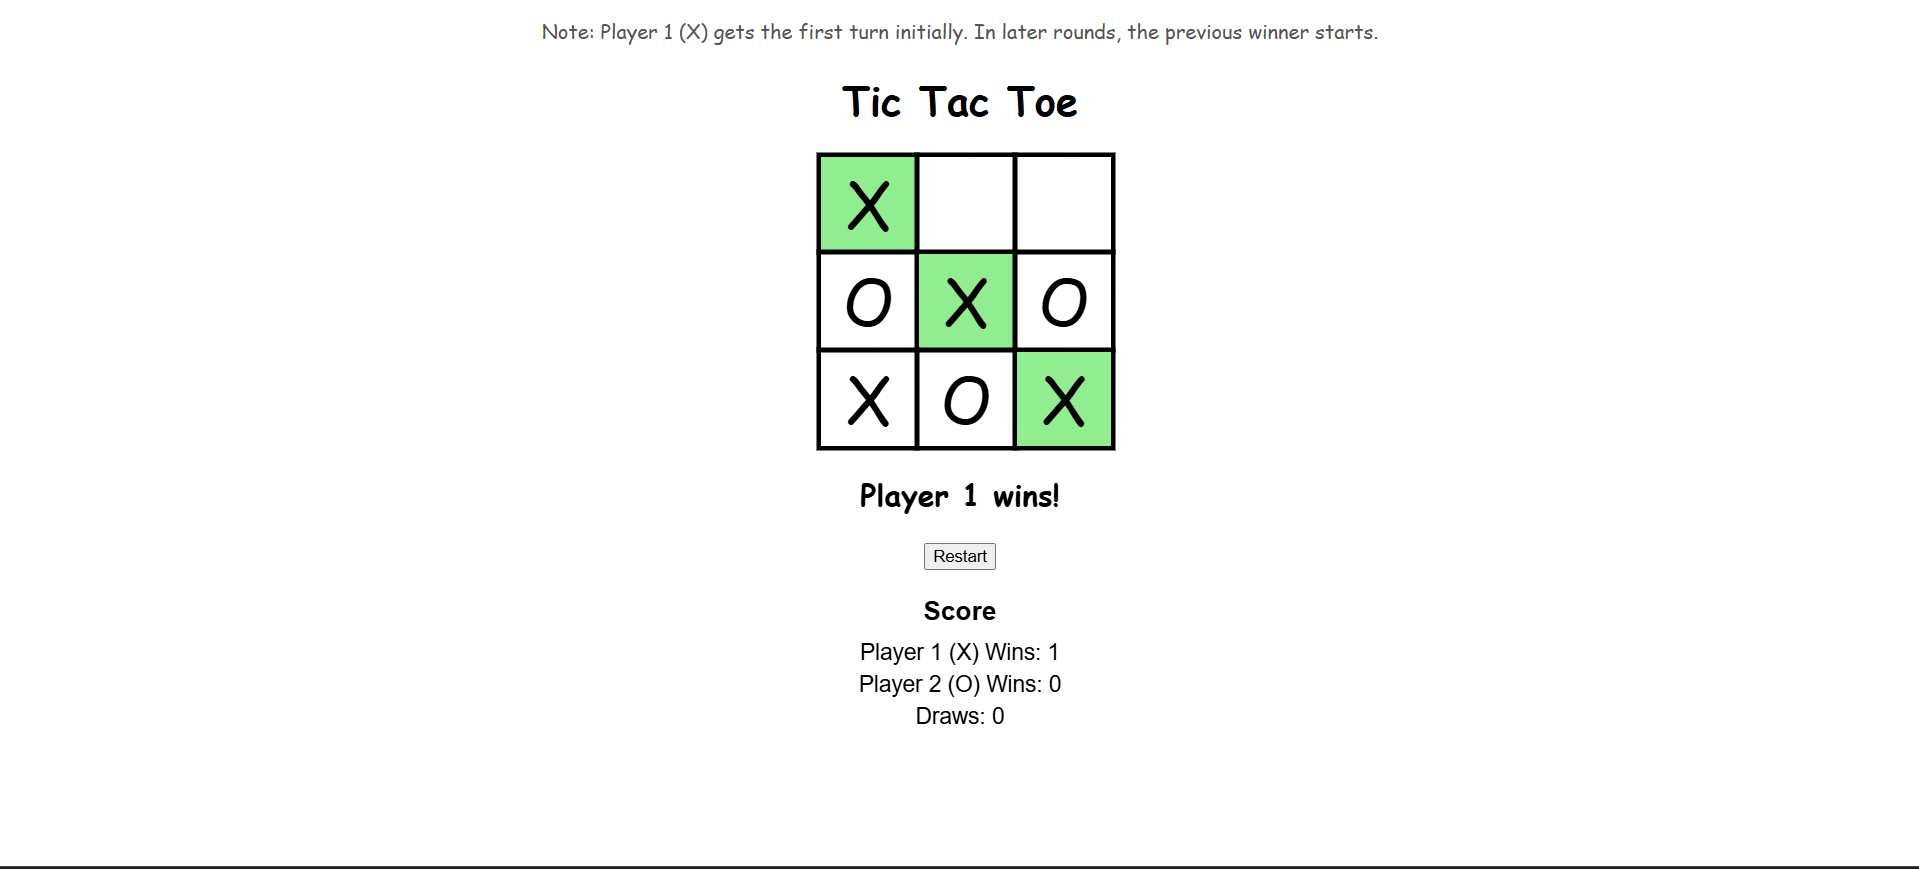 Note: Player 1 (X) gets the first turn initially. In later rounds, the previous winner starts.
Tic Tac Toe
X
O X O
X O X
Player 1 wins!
Restart
Score
Player 1 (X) Wins: 1
Player 2 (O) Wins: 0
Draws: 0